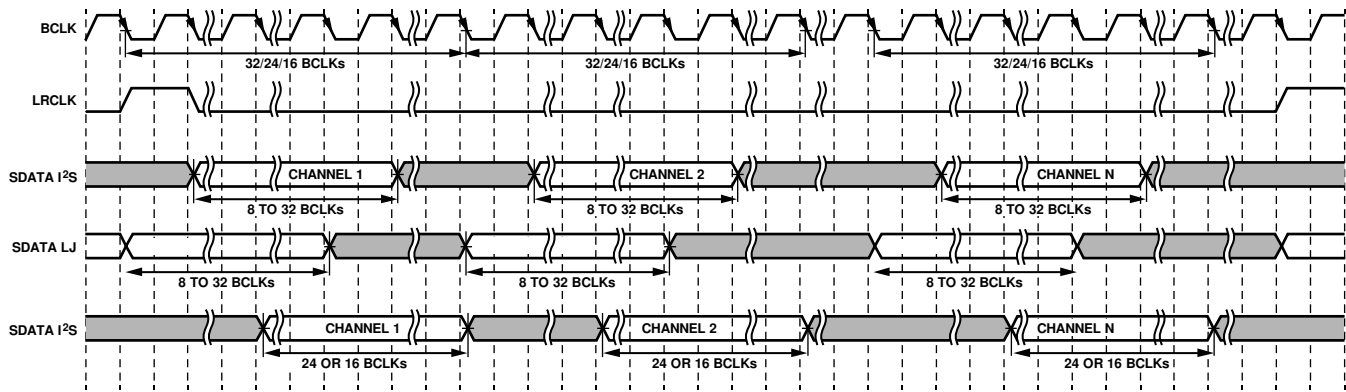 BCLK
32/24/16 BCLKs 32/24/16 BCLKs 32/24/16 BCLKs
LRCLK
SDATA I²S CHANNEL 1 CHANNEL 2 CHANNEL N
8 TO 32 BCLKs 8 TO 32 BCLKs 8 TO 32 BCLKs
SDATA LJ
8 TO 32 BCLKs 8 TO 32 BCLKs 8 TO 32 BCLKs
SDATA I²S CHANNEL 1 CHANNEL 2 CHANNEL N
24 OR 16 BCLKs 24 OR 16 BCLKs 24 OR 16 BCLKs